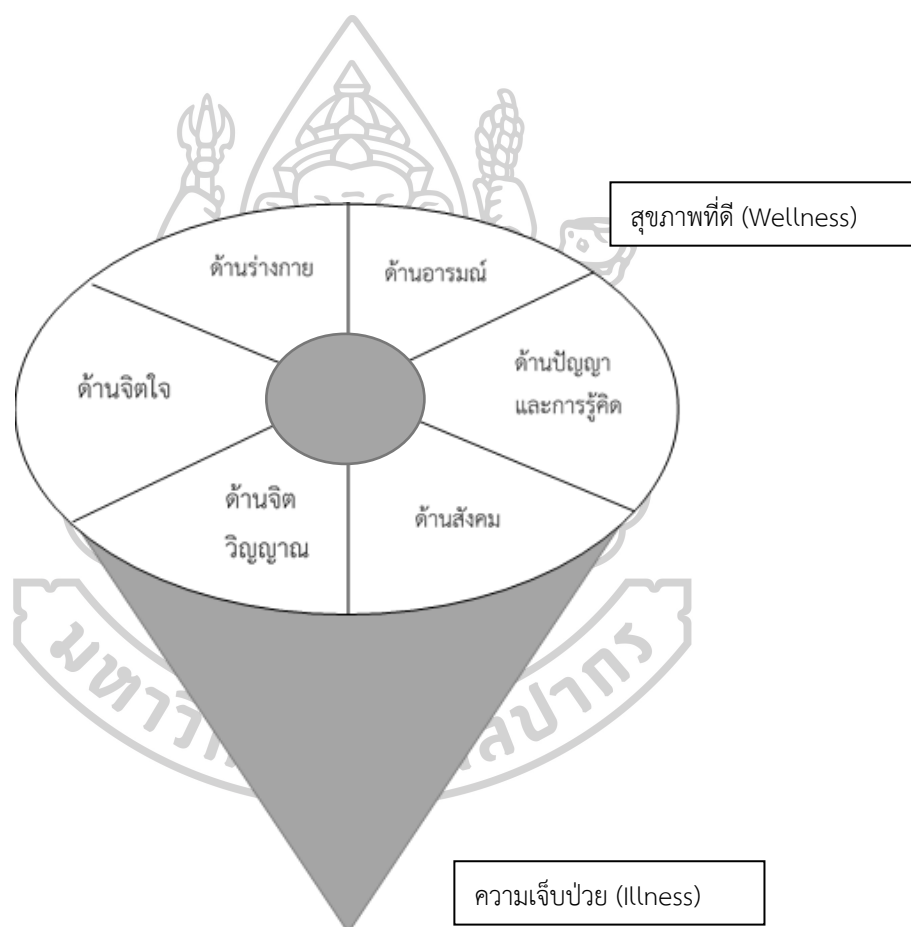 สุขภาพที่ดี (Wellness)
ด้านร่างกาย
ด้านอารมณ์
ด้านจิตใจ
ด้านปัญญา
และการรู้คิด
ด้านจิต
วิญญาณ
ด้านสังคม
ความเจ็บป่วย (Illness)